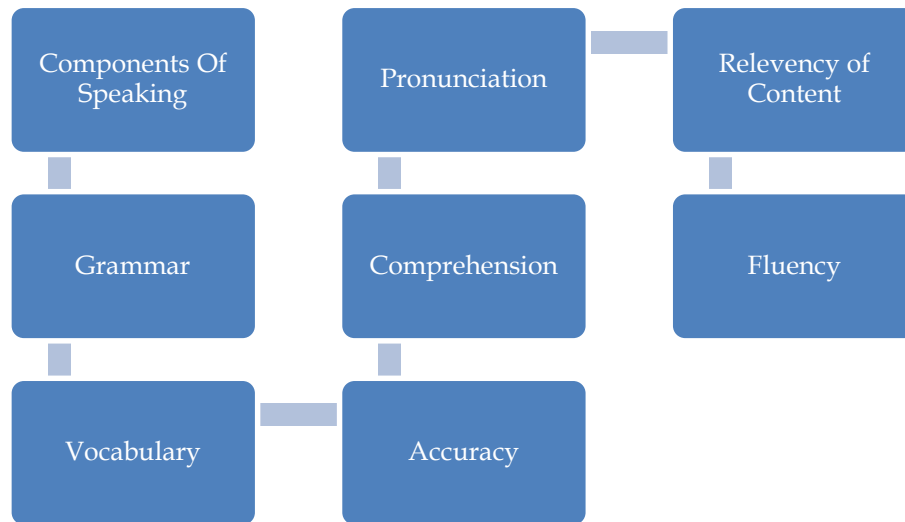 Components Of
Speaking
Grammar
Vocabulary
Accuracy
Comprehension
Pronunciation
Relevency of
Content
Fluency